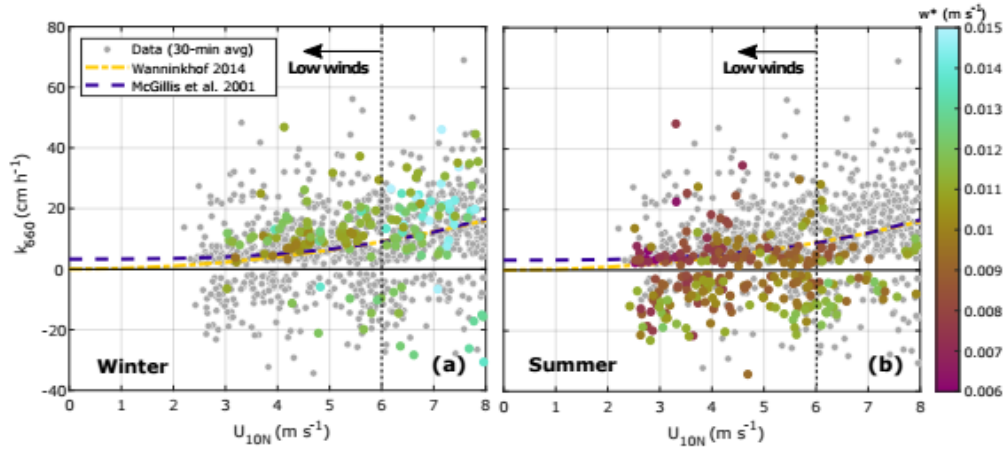 w* (m s⁻¹)
80
60
40
20
0
-20
-40
k₆₆₀ (cm h⁻¹)
Data (30-min avg)
Wanninkhof 2014
McGillis et al. 2001
Low winds
Winter
(a)
0 1 2 3 4 5 6 7 8
U₁₀N (m s⁻¹)
Low winds
Summer
(b)
0 1 2 3 4 5 6 7 8
U₁₀N (m s⁻¹)
0.015
0.014
0.013
0.012
0.011
0.01
0.009
0.008
0.007
0.006